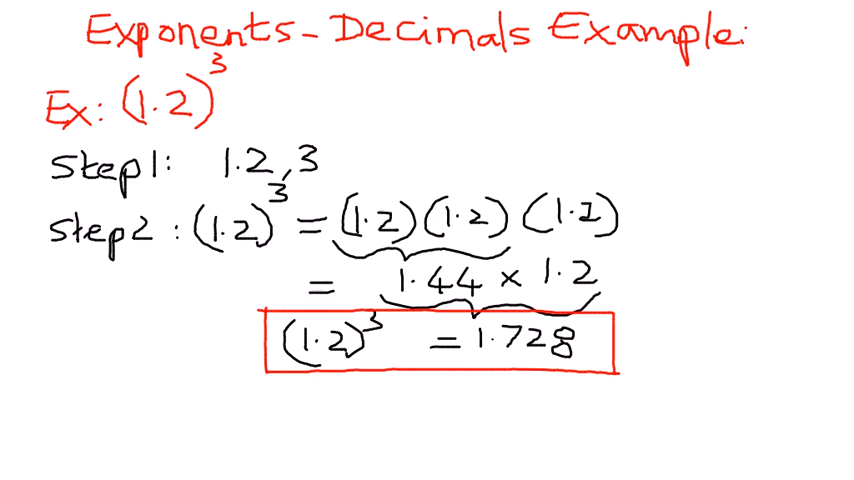 Exponents - Decimals Example:
Ex: (1.2)³
Step1: 1.2, 3
Step2 : (1.2)³ = (1.2)(1.2)(1.2)
= 1.44 × 1.2
(1.2)³ = 1.728